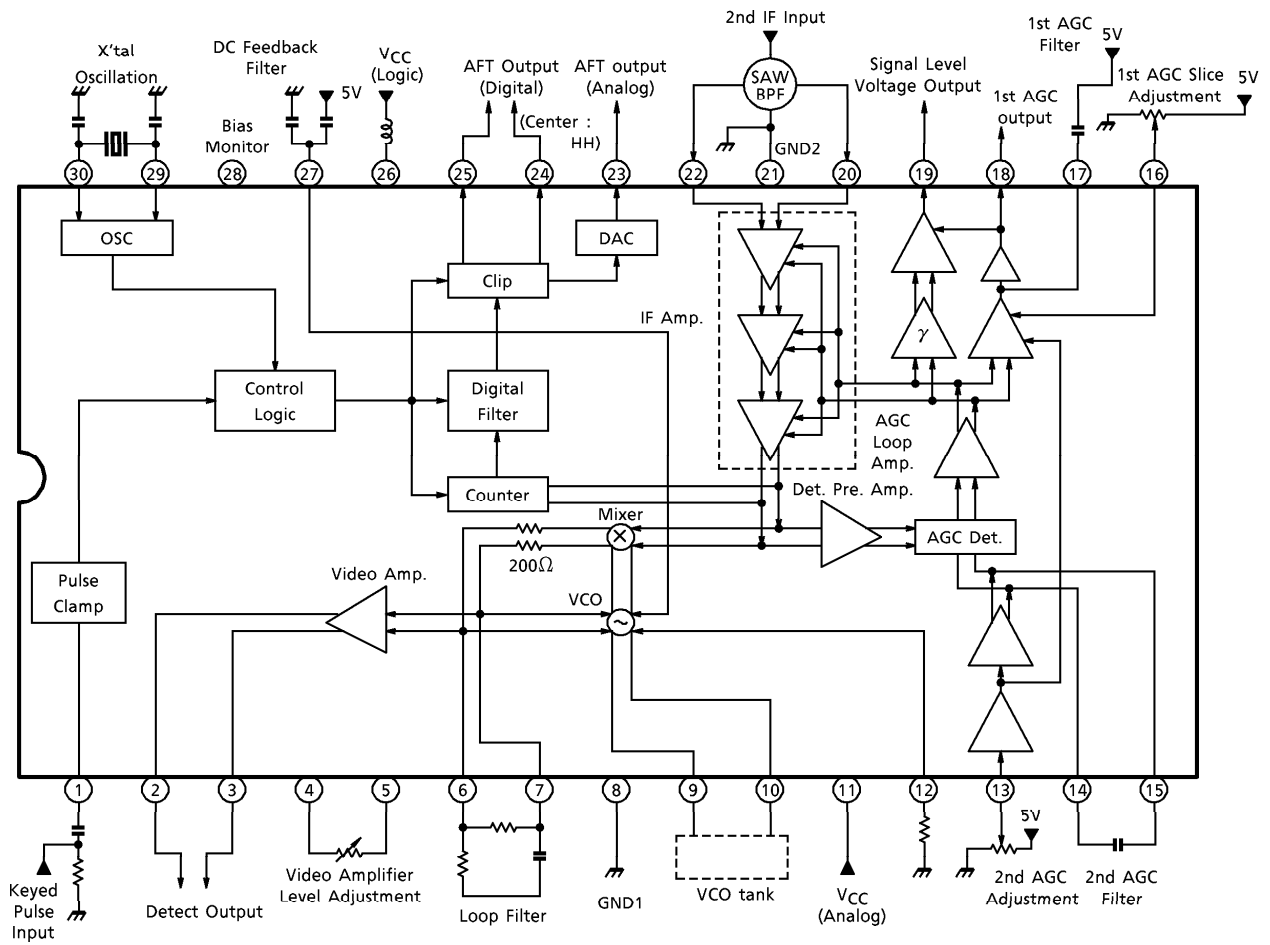 2nd IF Input
1st AGC
Filter
5V
X'tal
Oscillation
DC Feedback
Filter
5V
VCC
(Logic)
AFT Output
(Digital)
(Center :
HH)
AFT output
(Analog)
SAW
BPF
GND2
Signal Level
Voltage Output
1st AGC
output
1st AGC Slice
Adjustment
5V
Bias
Monitor
30
29
28
27
26
25
24
23
22
21
20
19
18
17
16
OSC
DAC
Clip
IF Amp.
γ
Control
Logic
Digital
Filter
AGC
Loop
Amp.
Counter
Det. Pre. Amp.
Mixer
×
AGC Det.
200Ω
Pulse
Clamp
Video Amp.
VCO
~
1
2
3
4
5
6
7
8
9
10
11
12
13
14
15
5V
Keyed
Pulse
Input
Detect Output
Video Amplifier
Level Adjustment
Loop Filter
GND1
VCO tank
VCC
(Analog)
2nd AGC
Adjustment
2nd AGC
Filter